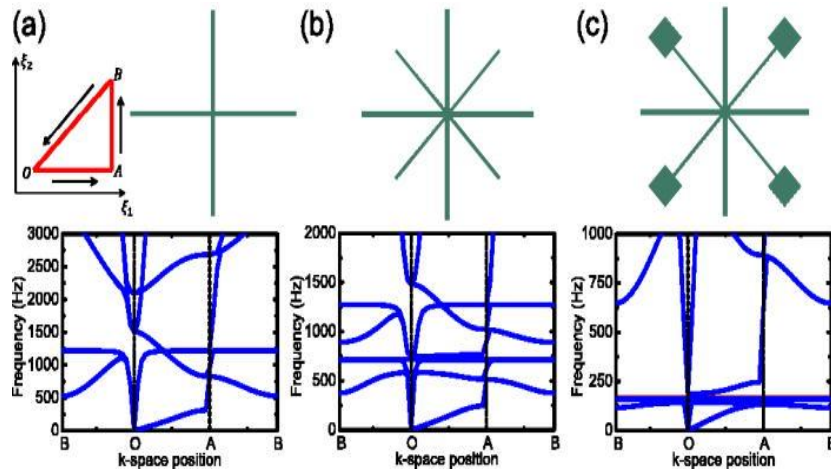 (a)
ξ2
B
O
A
ξ1
(b)
(c)
3000
2500
2000
1500
1000
500
0
Frequency (Hz)
B
O
A
B
k-space position
2000
1500
1000
500
0
Frequency (Hz)
B
O
A
B
k-space position
1000
750
500
250
0
Frequency (Hz)
B
O
A
B
k-space position